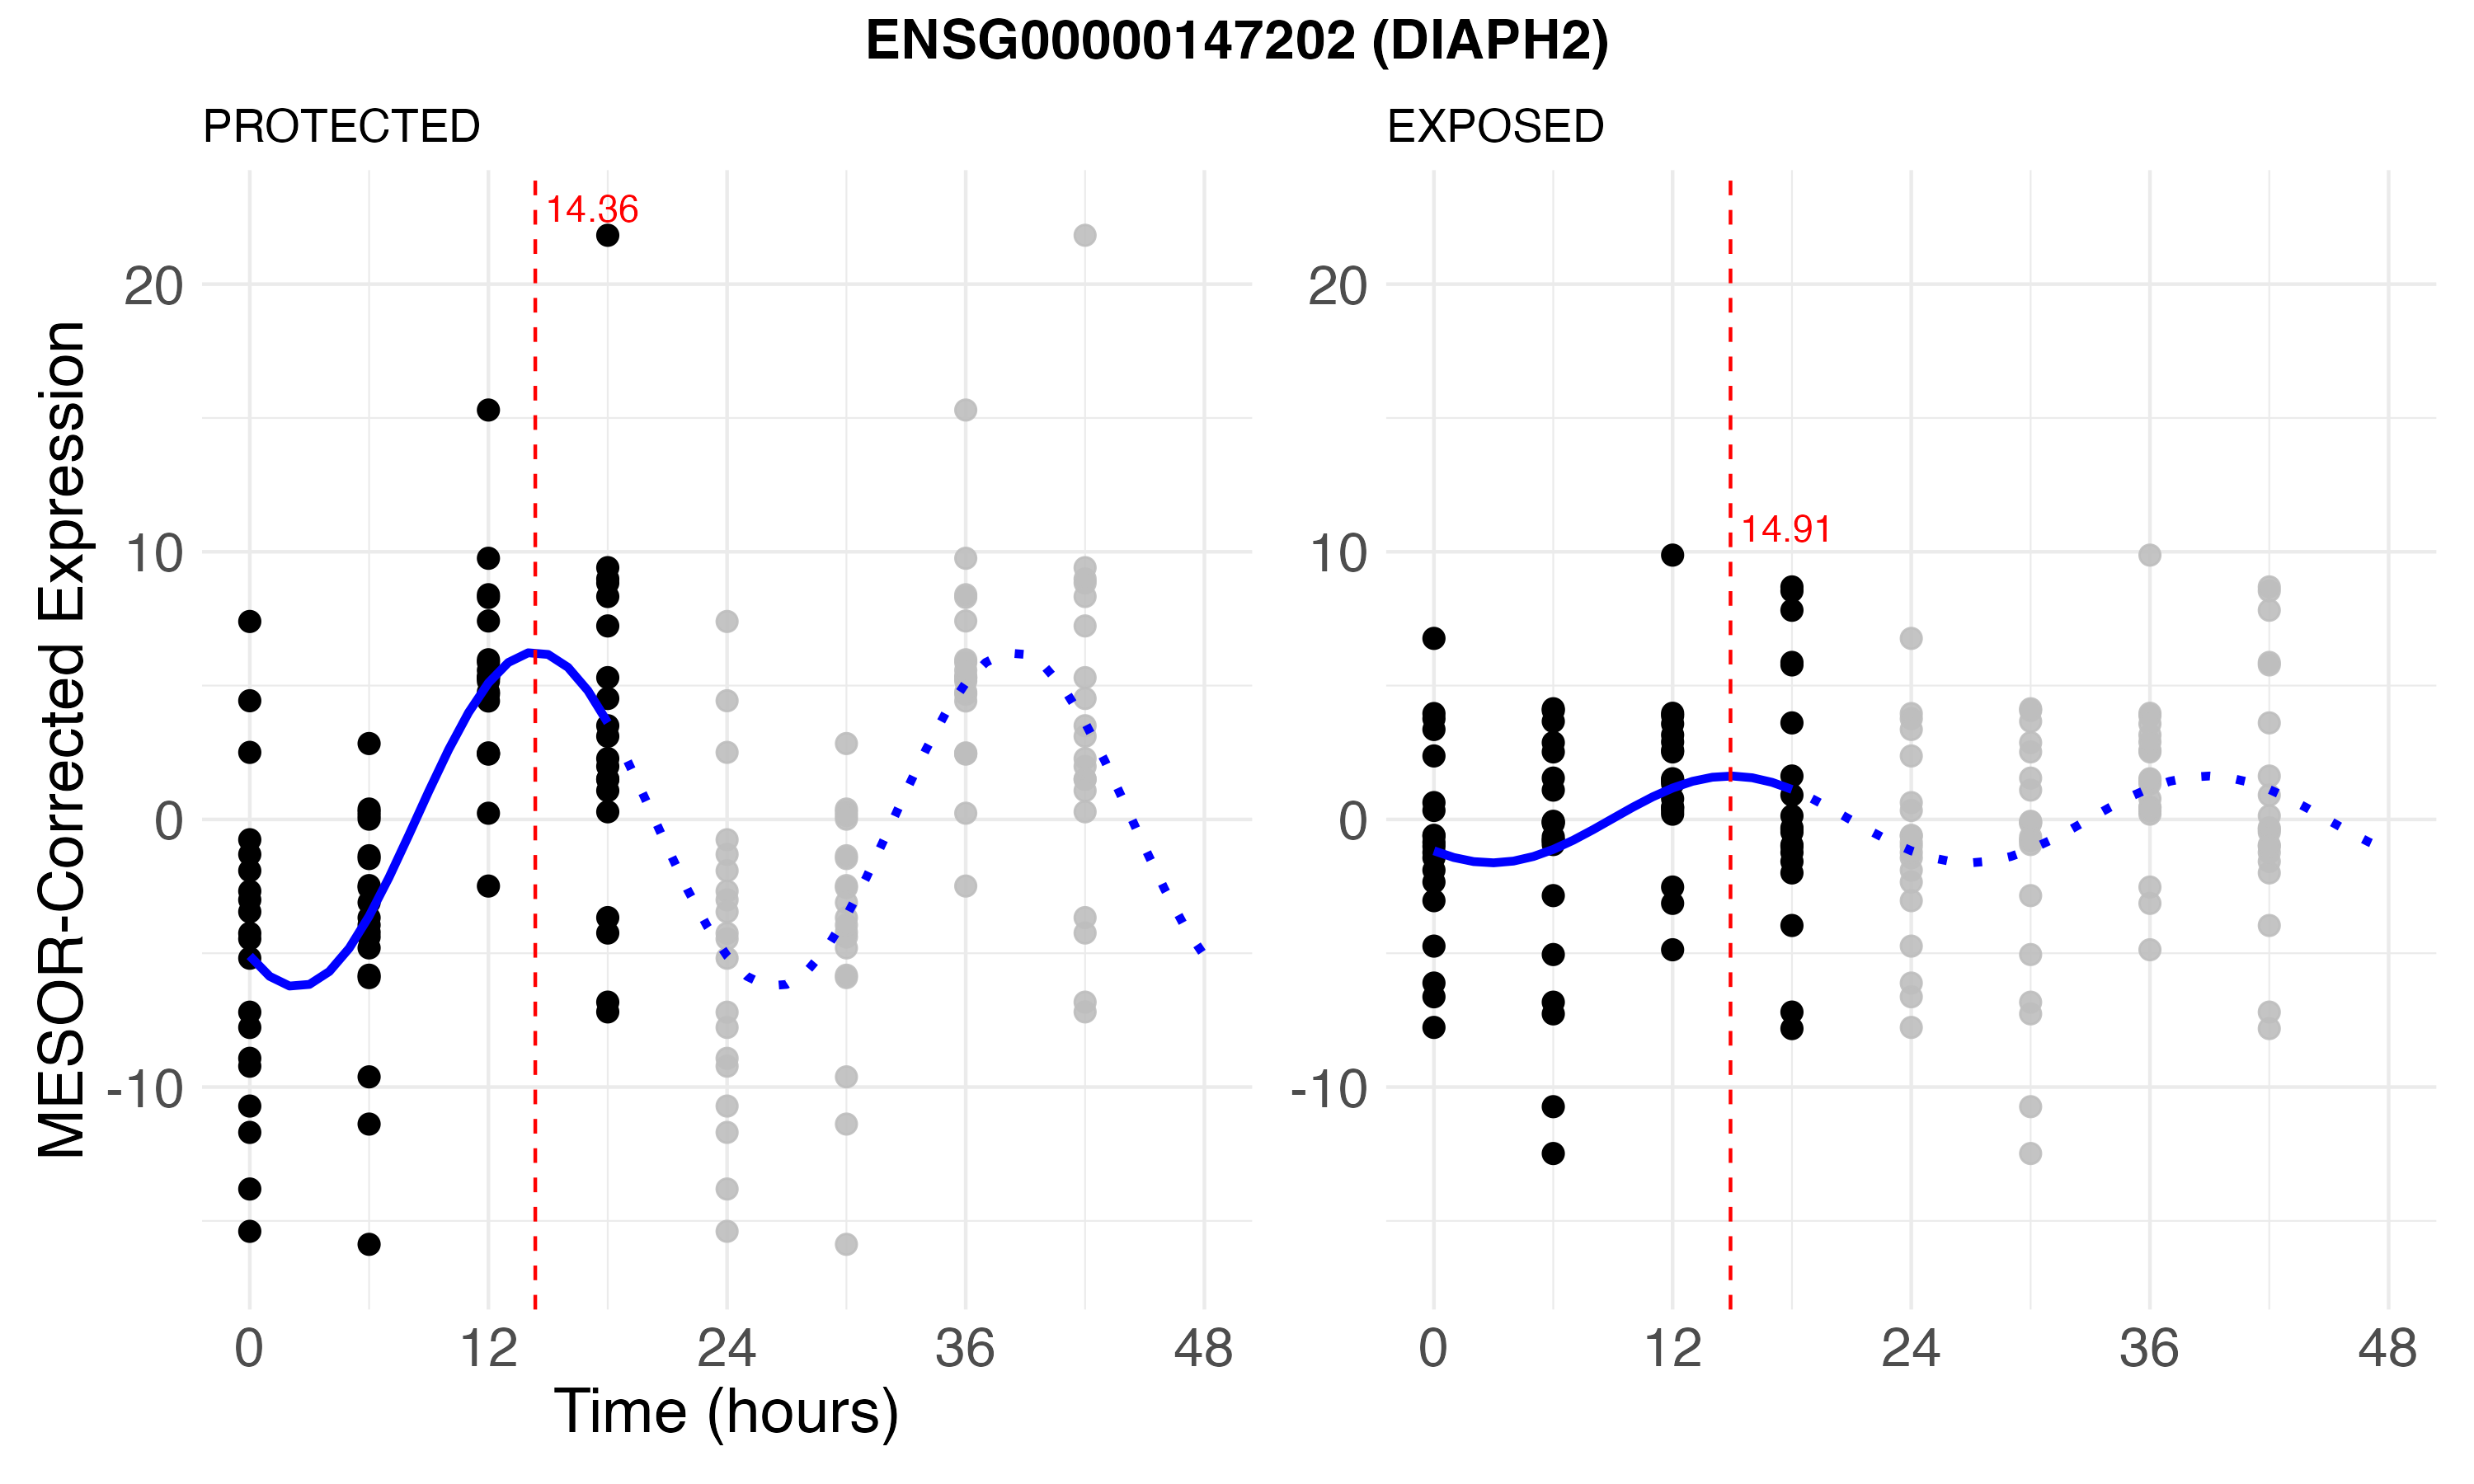 ENSG00000147202 (DIAPH2)
PROTECTED
EXPOSED
MESOR-Corrected Expression
14.36
20
10
0
-10
0 12 24 36 48
14.91
20
10
0
-10
0 12 24 36 48
Time (hours)